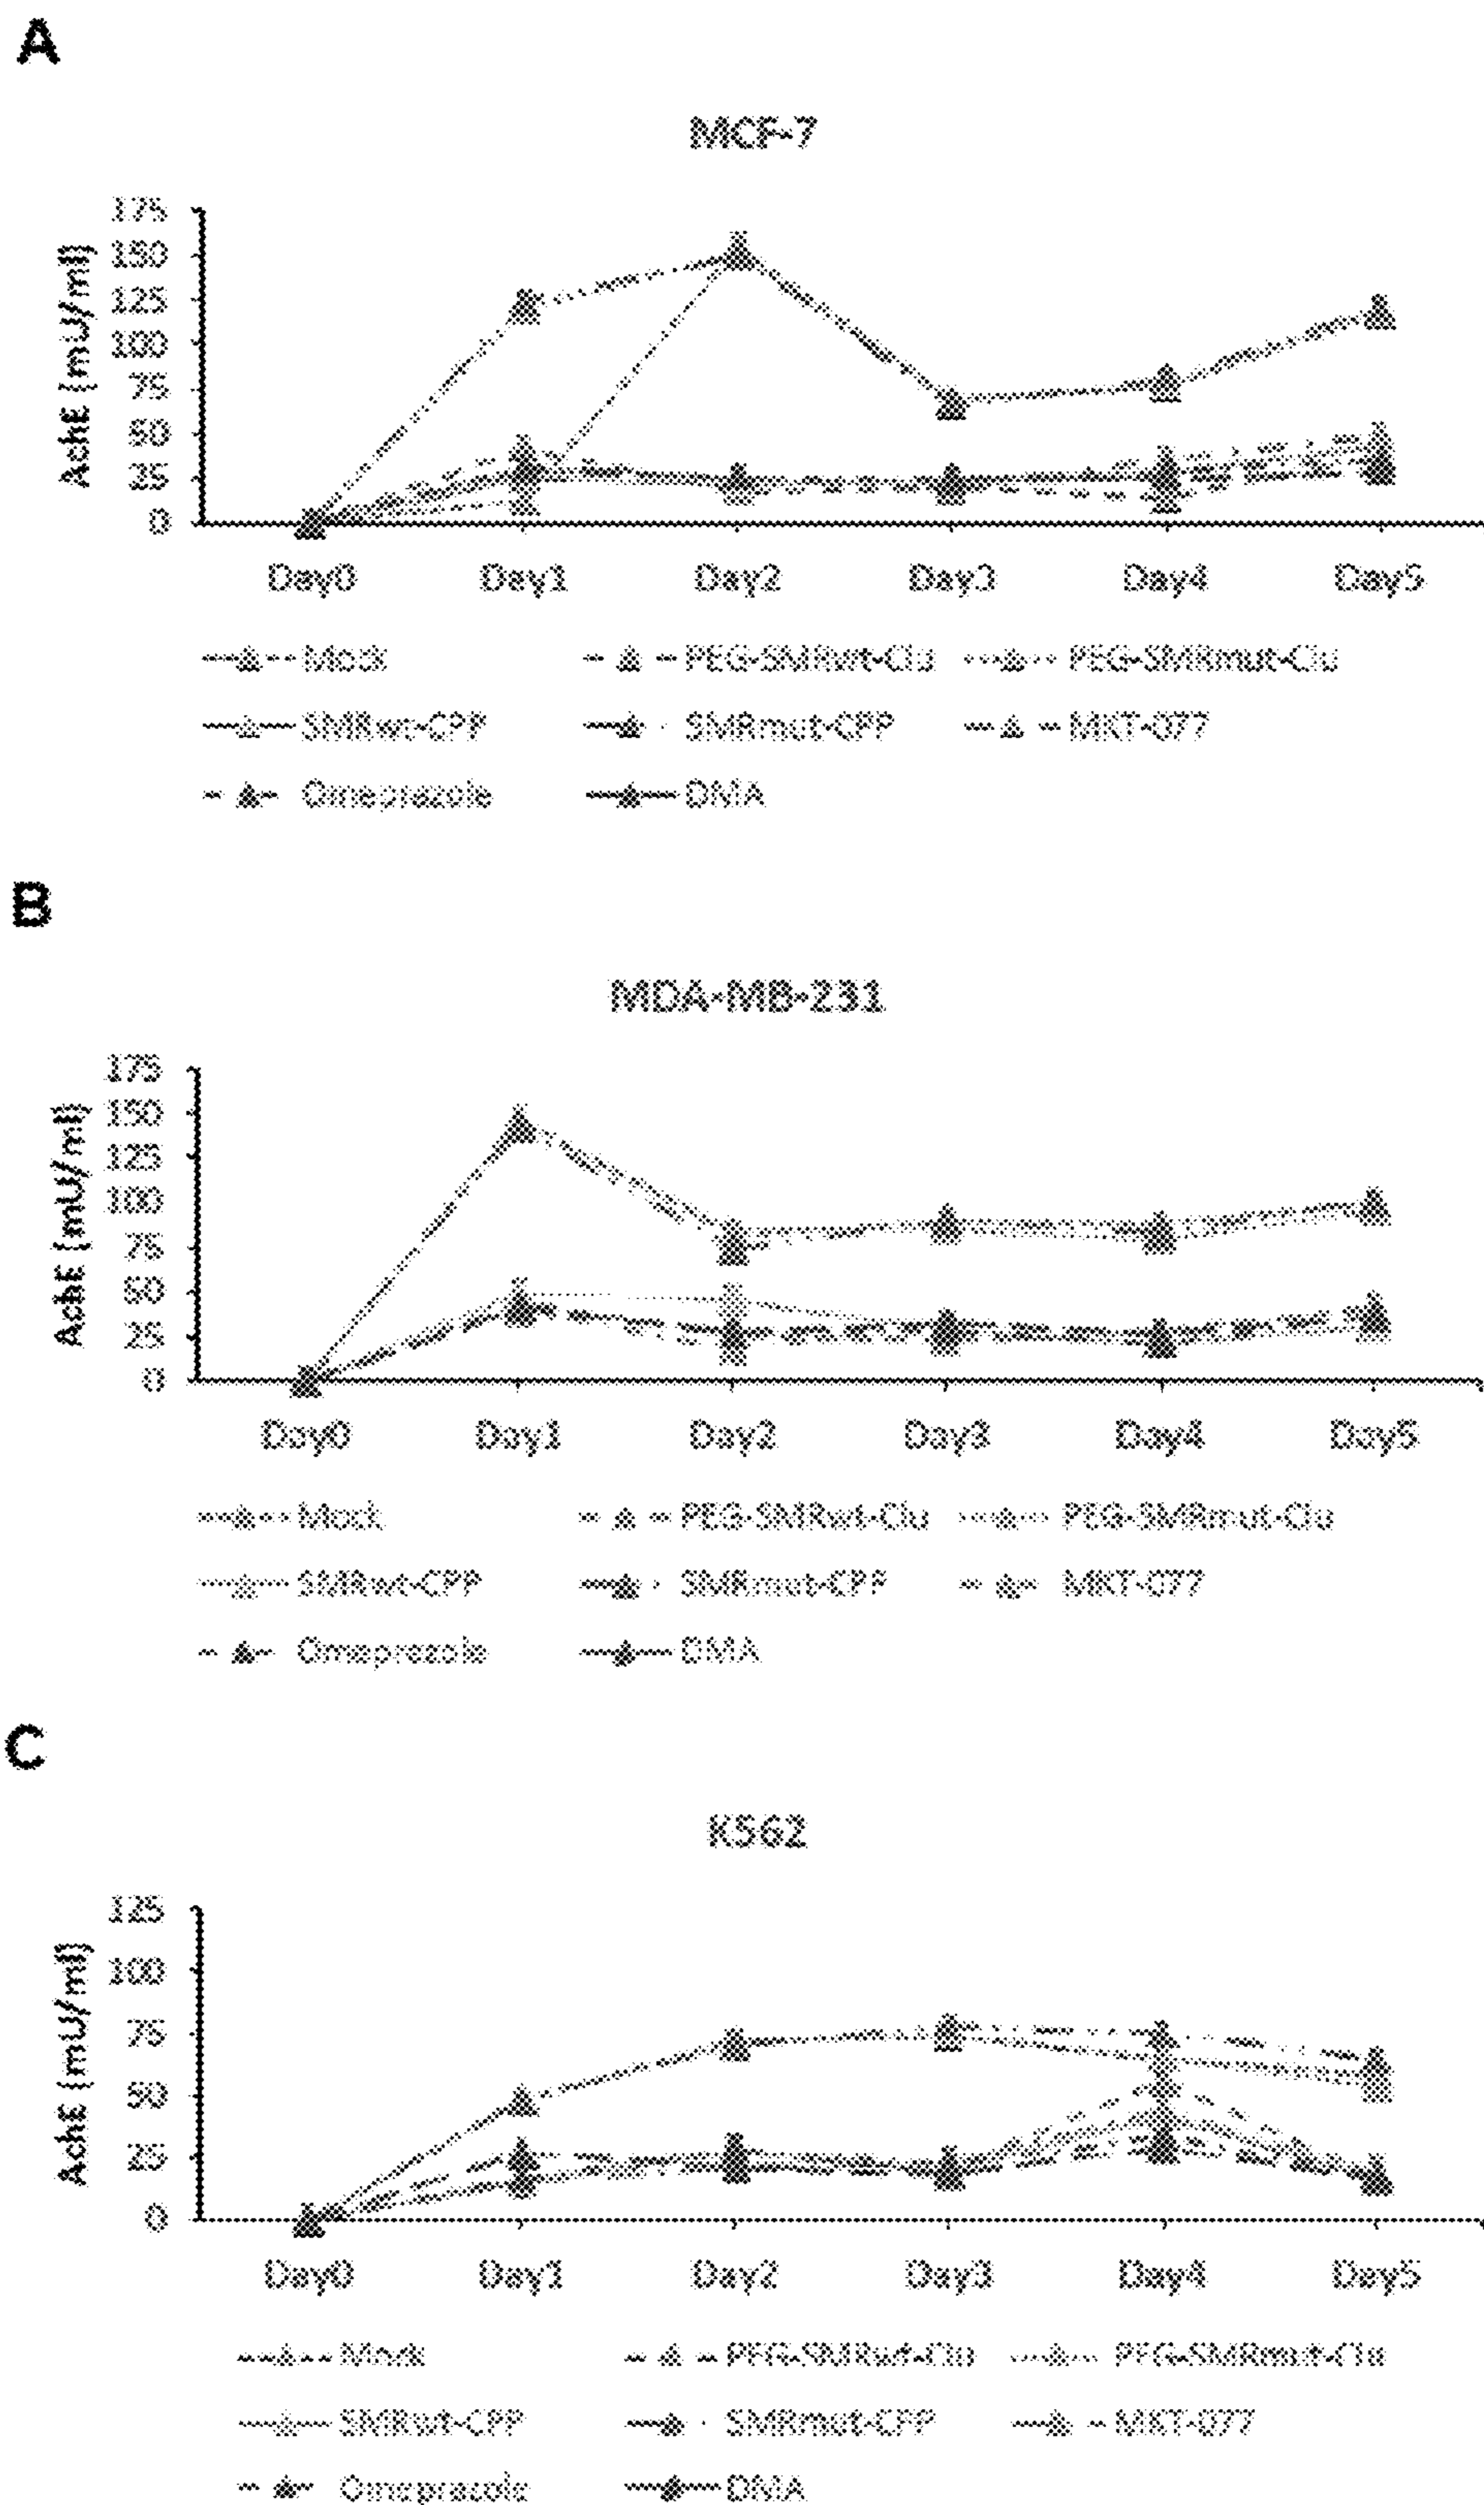 A
MCF-7
AchE [mU/ml]
175
150
125
100
75
50
25
0
Day0 Day1 Day2 Day3 Day4 Day5
Mock PEG-SMRwt-Clu PEG-SMRmut-Clu
SMRwt-CPP SMRmut-CPP MKT-077
Omeprazole DMA
B
MDA-MB-231
AchE [mU/ml]
175
150
125
100
75
50
25
0
Day0 Day1 Day2 Day3 Day4 Day5
Mock PEG-SMRwt-Clu PEG-SMRmut-Clu
SMRwt-CPP SMRmut-CPP MKT-077
Omeprazole DMA
C
K562
AchE [mU/ml]
125
100
75
50
25
0
Day0 Day1 Day2 Day3 Day4 Day5
Mock PEG-SMRwt-Clu PEG-SMRmut-Clu
SMRwt-CPP SMRmut-CPP MKT-077
Omeprazole DMA